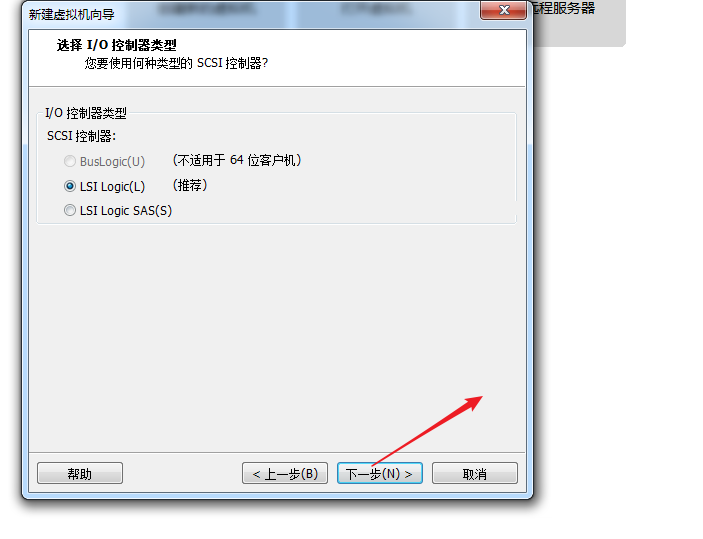 新建虚拟机向导
远程服务器
选择 I/O 控制器类型
您要使用何种类型的 SCSI 控制器?
I/O 控制器类型
SCSI 控制器:
BusLogic(U) (不适用于 64 位客户机)
LSI Logic(L) (推荐)
LSI Logic SAS(S)
帮助 < 上一步(B) 下一步(N) > 取消